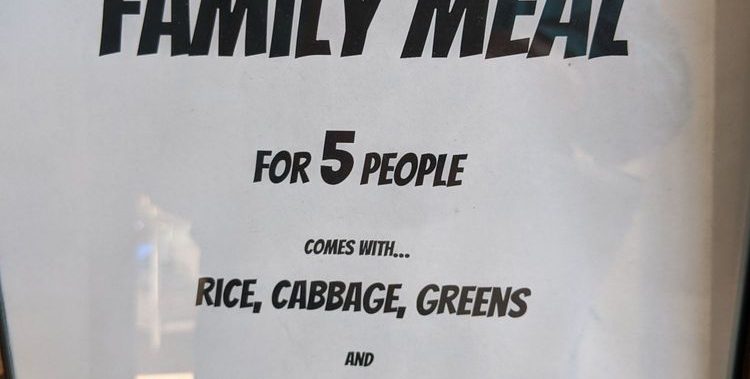 FAMILY MEAL
FOR 5 PEOPLE
COMES WITH...
RICE, CABBAGE, GREENS
AND